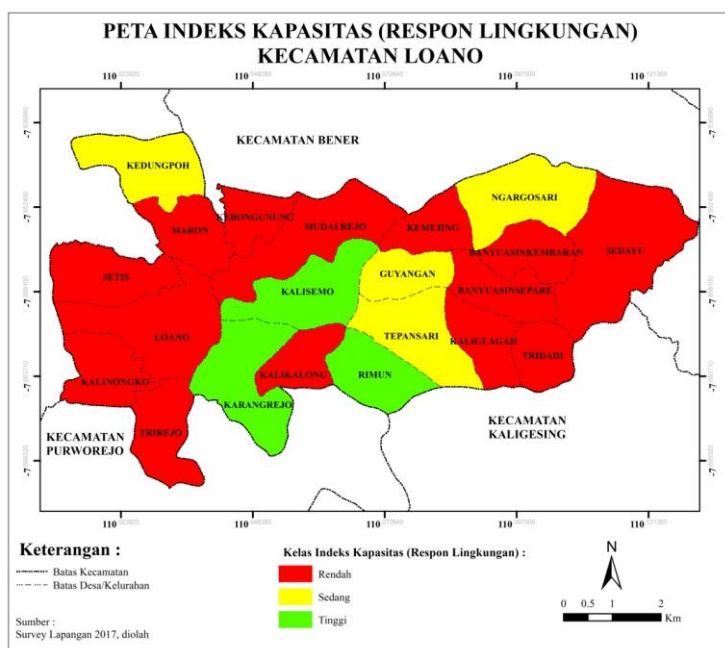 PETA INDEKS KAPASITAS (RESPON LINGKUNGAN)
KECAMATAN LOANO
110
110
110
110
110
KECAMATAN BENER
KEDUNGPOH
NGARGOSARI
KEBONGUNUNG
MARON
MUDALREJO
KEMEJING
BANYUASINKEMBARAN
SEDAYU
JETIS
GUYANGAN
KALISEMO
BANYUASINSEPARE
LOANO
TEPANSARI
KALIGLAGAH
TRIDADI
KALINONGKO
KALIKALONG
RIMUN
KARANGREJO
TRIREJO
KECAMATAN
PURWOREJO
KECAMATAN
KALIGESING
110
110
110
110
110
Keterangan :
Batas Kecamatan
Batas Desa/Kelurahan
Sumber :
Survey Lapangan 2017, diolah
Kelas Indeks Kapasitas (Respon Lingkungan) :
Rendah
Sedang
Tinggi
N
0 0.5 1 2
Km